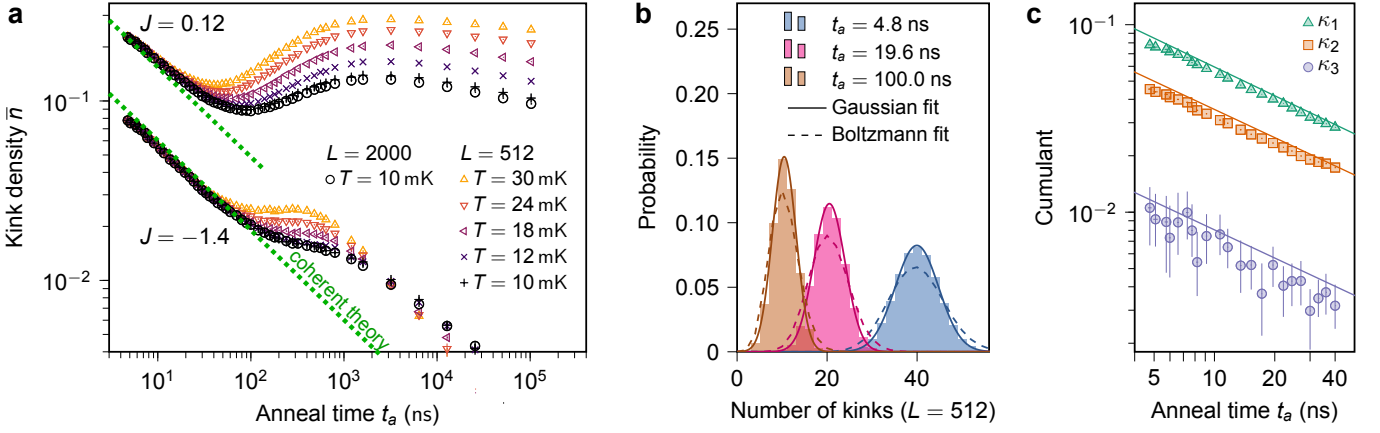 a
J = 0.12
Kink density n̅
10⁻¹
10⁻²
L = 2000
T = 10 mK
L = 512
T = 30 mK
T = 24 mK
T = 18 mK
T = 12 mK
T = 10 mK
J = −1.4
coherent theory
10¹ 10² 10³ 10⁴ 10⁵
Anneal time tₐ (ns)
b
tₐ = 4.8 ns
tₐ = 19.6 ns
tₐ = 100.0 ns
Gaussian fit
Boltzmann fit
Probability
0.25
0.20
0.15
0.10
0.05
0
0 20 40
Number of kinks (L = 512)
c
κ₁
κ₂
κ₃
Cumulant
10⁻¹
10⁻²
5 10 20 40
Anneal time tₐ (ns)